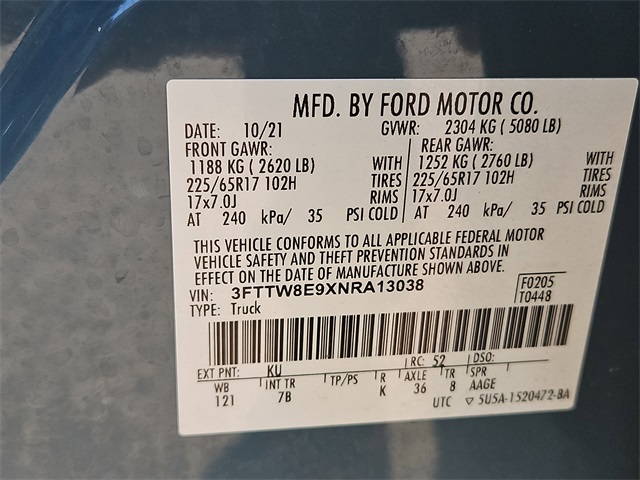 MFD. BY FORD MOTOR CO.
DATE: 10/21 GVWR: 2304 KG ( 5080 LB)
FRONT GAWR: REAR GAWR:
1188 KG ( 2620 LB) WITH 1252 KG ( 2760 LB) WITH
225/65R17 102H TIRES 225/65R17 102H TIRES
17x7.0J RIMS 17x7.0J RIMS
AT 240 kPa/ 35 PSI COLD AT 240 kPa/ 35 PSI COLD
THIS VEHICLE CONFORMS TO ALL APPLICABLE FEDERAL MOTOR
VEHICLE SAFETY AND THEFT PREVENTION STANDARDS IN
EFFECT ON THE DATE OF MANUFACTURE SHOWN ABOVE.
VIN: 3FTTW8E9XNRA13038 F0205
TYPE: Truck T0448
EXT PNT: KU RC: 52 DSO:
WB INT TR TP/PS R AXLE TR SPR
121 7B K 36 8 AAGE
UTC ▽ 5U5A-1520472-BA